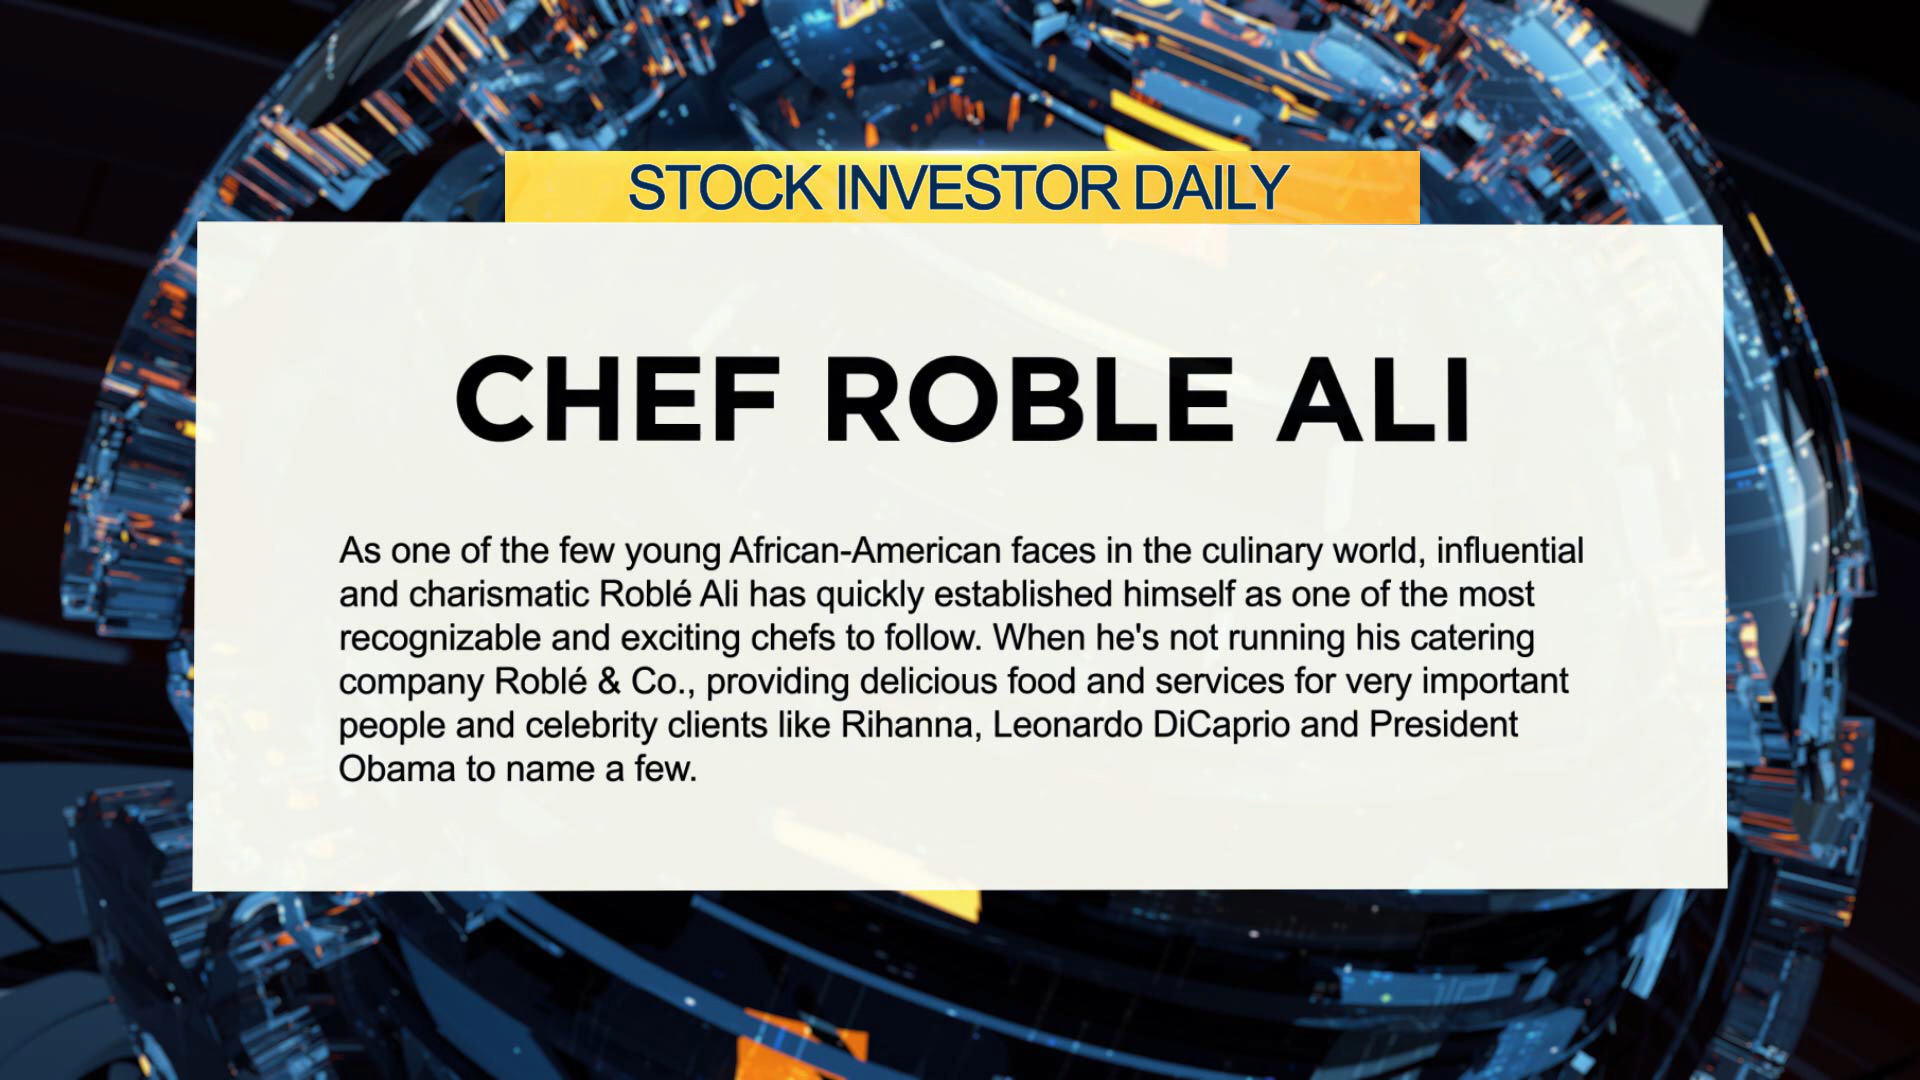 STOCK INVESTOR DAILY
CHEF ROBLE ALI
As one of the few young African-American faces in the culinary world, influential
and charismatic Roblé Ali has quickly established himself as one of the most
recognizable and exciting chefs to follow. When he's not running his catering
company Roblé & Co., providing delicious food and services for very important
people and celebrity clients like Rihanna, Leonardo DiCaprio and President
Obama to name a few.